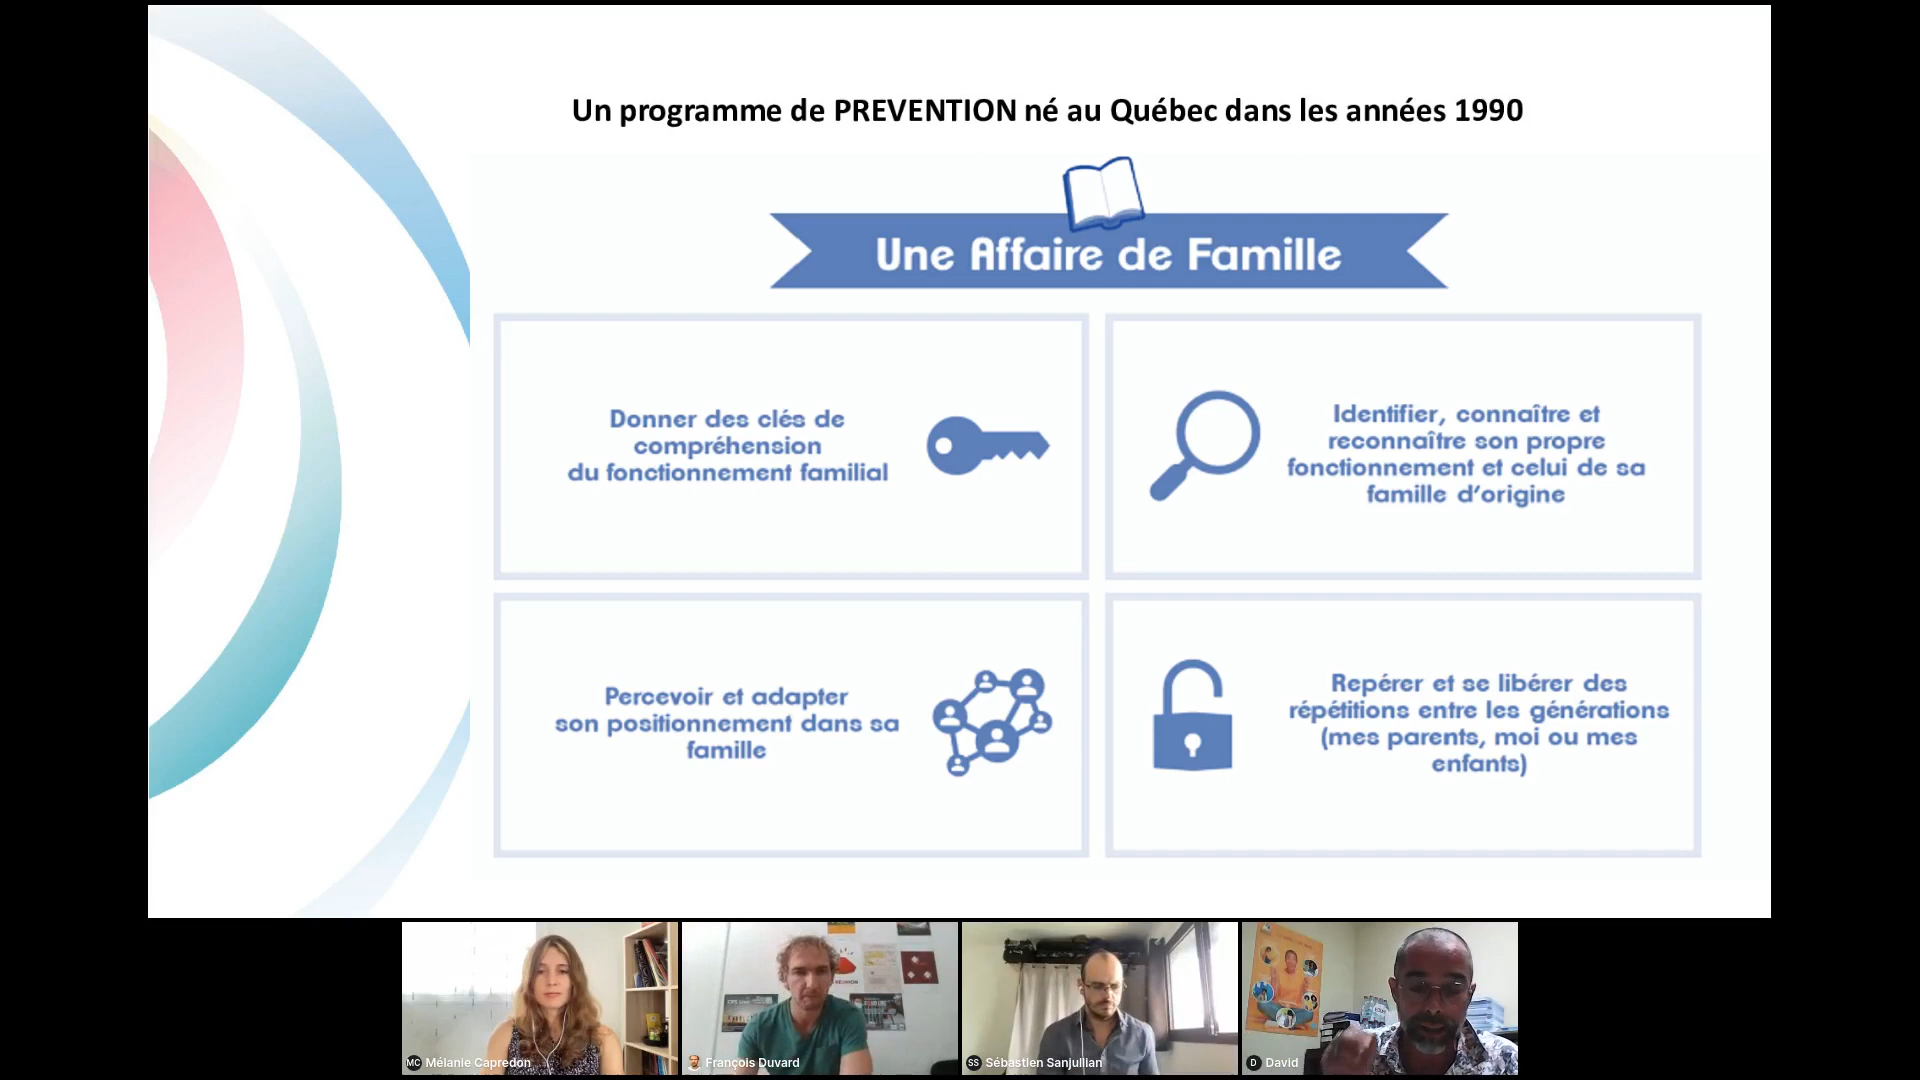 Un programme de PREVENTION né au Québec dans les années 1990
Une Affaire de Famille
Donner des clés de
compréhension
du fonctionnement familial
Identifier, connaître et
reconnaître son propre
fonctionnement et celui de sa
famille d'origine
Percevoir et adapter
son positionnement dans sa
famille
Repérer et se libérer des
répétitions entre les générations
(mes parents, moi ou mes
enfants)
MC Mélanie Capredon
François Duvard
SS Sébastien Sanjullian
D David